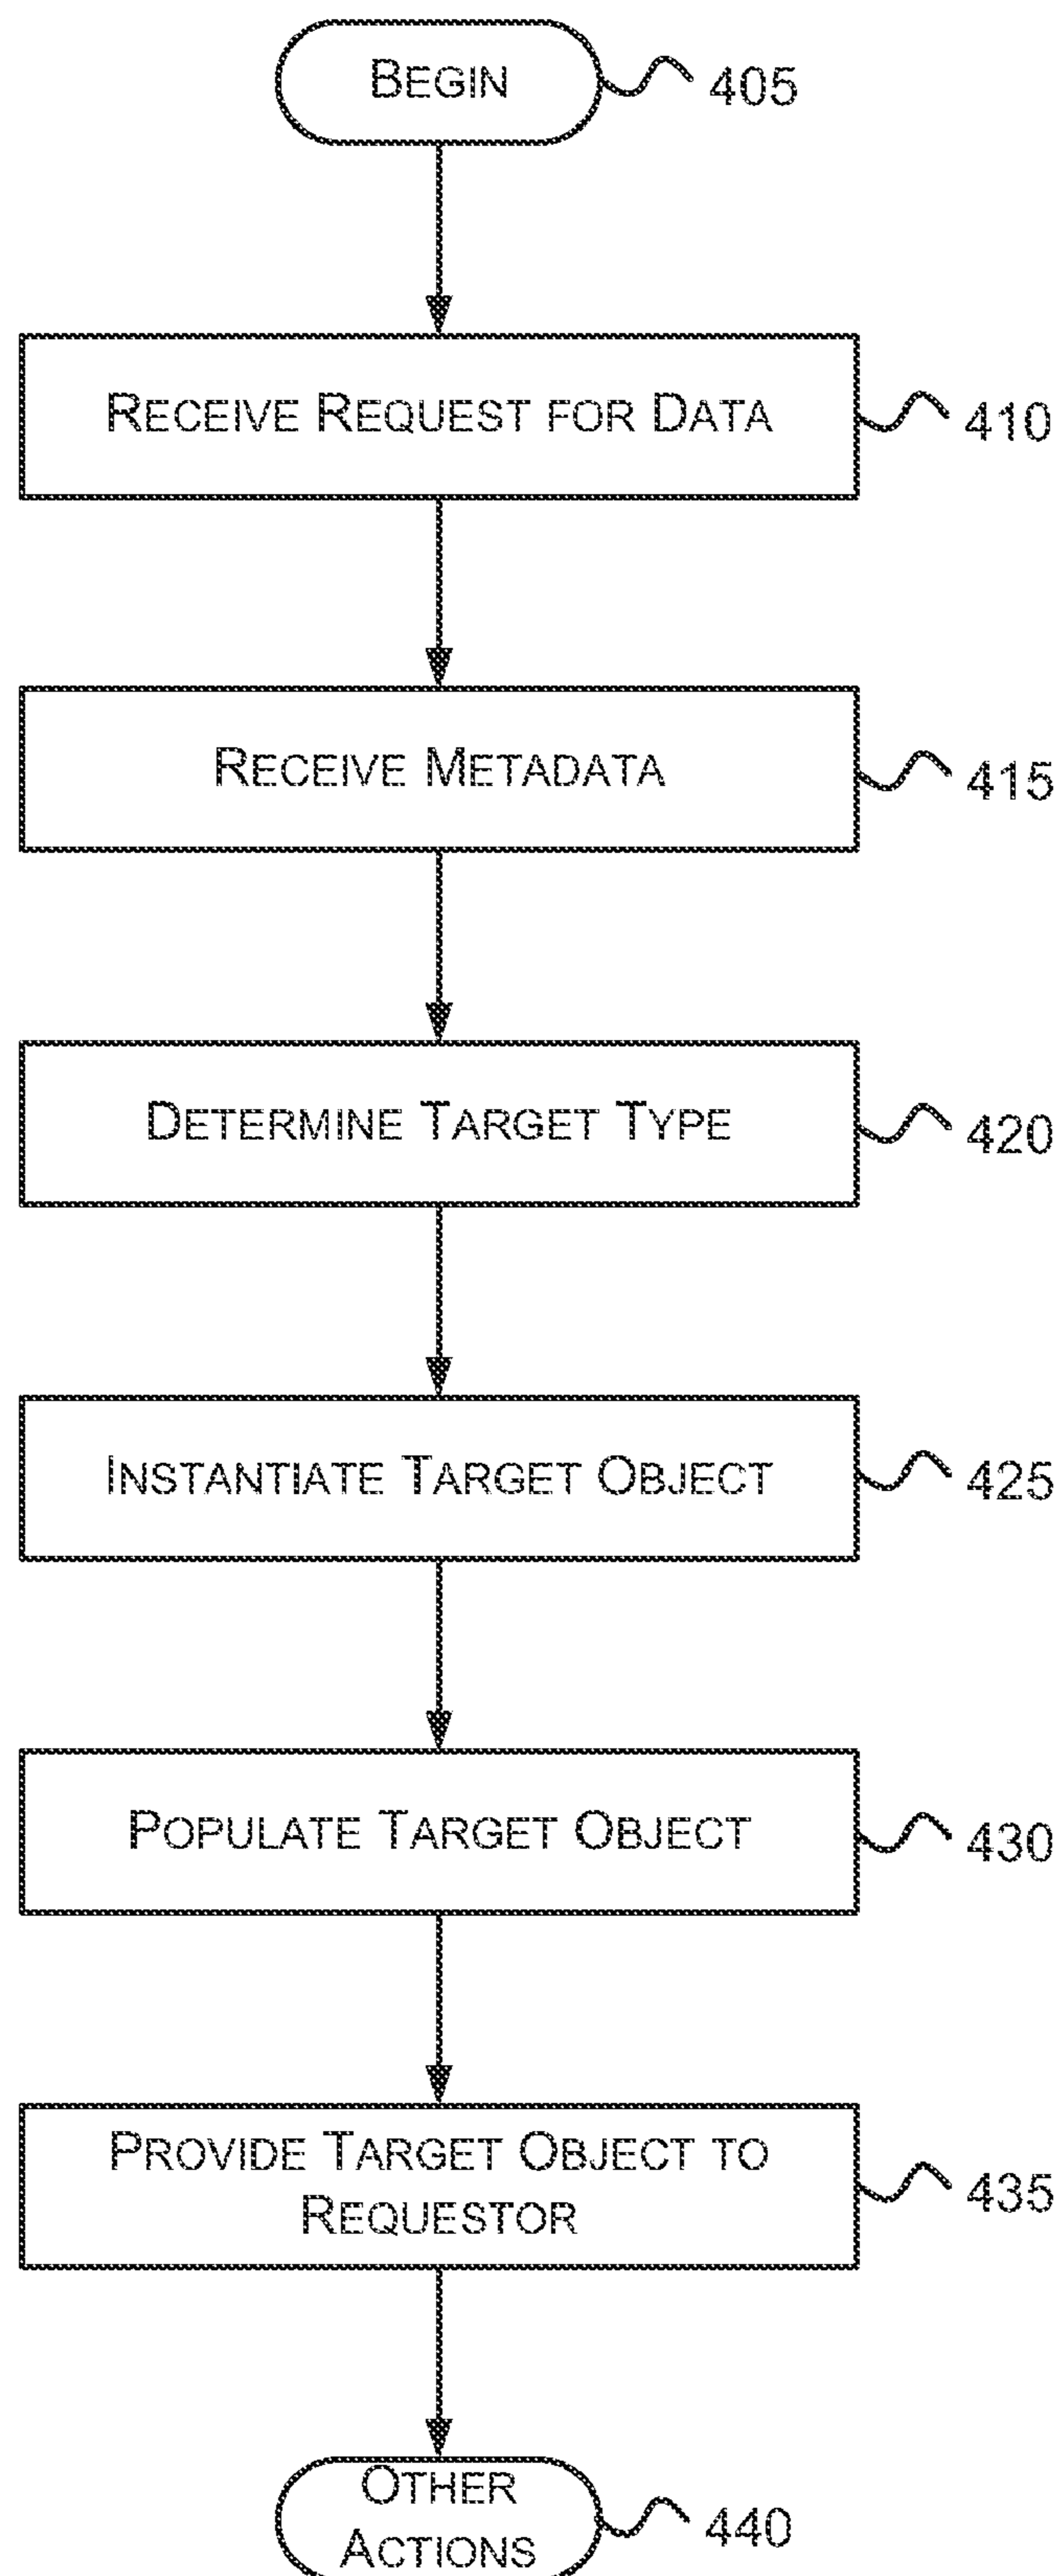 BEGIN
405
RECEIVE REQUEST FOR DATA
410
RECEIVE METADATA
415
DETERMINE TARGET TYPE
420
INSTANTIATE TARGET OBJECT
425
POPULATE TARGET OBJECT
430
PROVIDE TARGET OBJECT TO
REQUESTOR
435
OTHER
ACTIONS
440